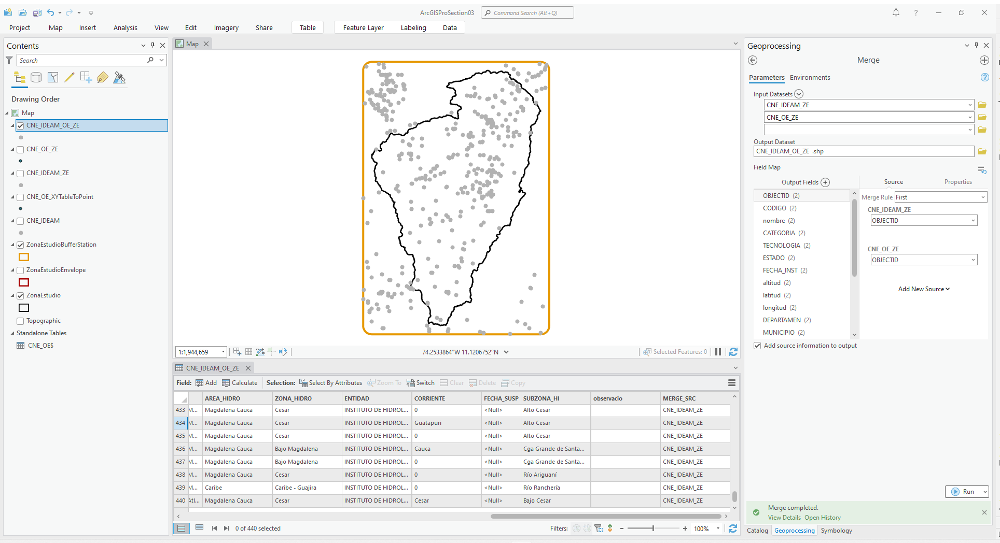 ArcGISProSection03
Command Search (Alt+Q)
?
Project Map Insert Analysis View Edit Imagery Share Table Feature Layer Labeling Data
Contents
Search
Drawing Order
Map
CNE_IDEAM_OE_ZE
CNE_OE_ZE
CNE_IDEAM_ZE
CNE_OE_XYTableToPoint
CNE_IDEAM
ZonaEstudioBufferStation
ZonaEstudioEnvelope
ZonaEstudio
Topographic
Standalone Tables
CNE_OE$
Map
1:1,944,659
74.2533864°W 11.1206752°N
Selected Features: 0
CNE_IDEAM_OE_ZE
Field: Add Calculate Selection: Select By Attributes Zoom To Switch Clear Delete Copy
AREA_HIDRO ZONA_HIDRO ENTIDAD CORRIENTE FECHA_SUSP SUBZONA_HI observacio MERGE_SRC
433 M... Magdalena Cauca Cesar INSTITUTO DE HIDROL... 0 <Null> Alto Cesar CNE_IDEAM_ZE
434 M... Magdalena Cauca Cesar INSTITUTO DE HIDROL... Guatapuri <Null> Alto Cesar CNE_IDEAM_ZE
435 M... Magdalena Cauca Cesar INSTITUTO DE HIDROL... 0 <Null> Alto Cesar CNE_IDEAM_ZE
436 M... Magdalena Cauca Bajo Magdalena INSTITUTO DE HIDROL... Cauca <Null> Cga Grande de Santa... CNE_IDEAM_ZE
437 M... Magdalena Cauca Bajo Magdalena INSTITUTO DE HIDROL... 0 <Null> Cga Grande de Santa... CNE_IDEAM_ZE
438 M... Magdalena Cauca Cesar INSTITUTO DE HIDROL... 0 <Null> Río Ariguaní CNE_IDEAM_ZE
439 M... Caribe Caribe - Guajira INSTITUTO DE HIDROL... 0 <Null> Río Ranchería CNE_IDEAM_ZE
440 Atl... Magdalena Cauca Cesar INSTITUTO DE HIDROL... Cesar <Null> Bajo Cesar CNE_IDEAM_ZE
0 of 440 selected
Filters: - + 100%
Geoprocessing
Merge
Parameters Environments
?
Input Datasets
CNE_IDEAM_ZE
CNE_OE_ZE
Output Dataset
CNE_IDEAM_OE_ZE .shp
Field Map
Output Fields
OBJECTID (2)
CODIGO (2)
nombre (2)
CATEGORIA (2)
TECNOLOGIA (2)
ESTADO (2)
FECHA_INST (2)
altitud (2)
latitud (2)
longitud (2)
DEPARTAMEN (2)
MUNICIPIO (2)
Source Properties
Merge Rule First
CNE_IDEAM_ZE
OBJECTID
CNE_OE_ZE
OBJECTID
Add New Source
Add source information to output
Run
Merge completed.
View Details Open History
Catalog Geoprocessing Symbology